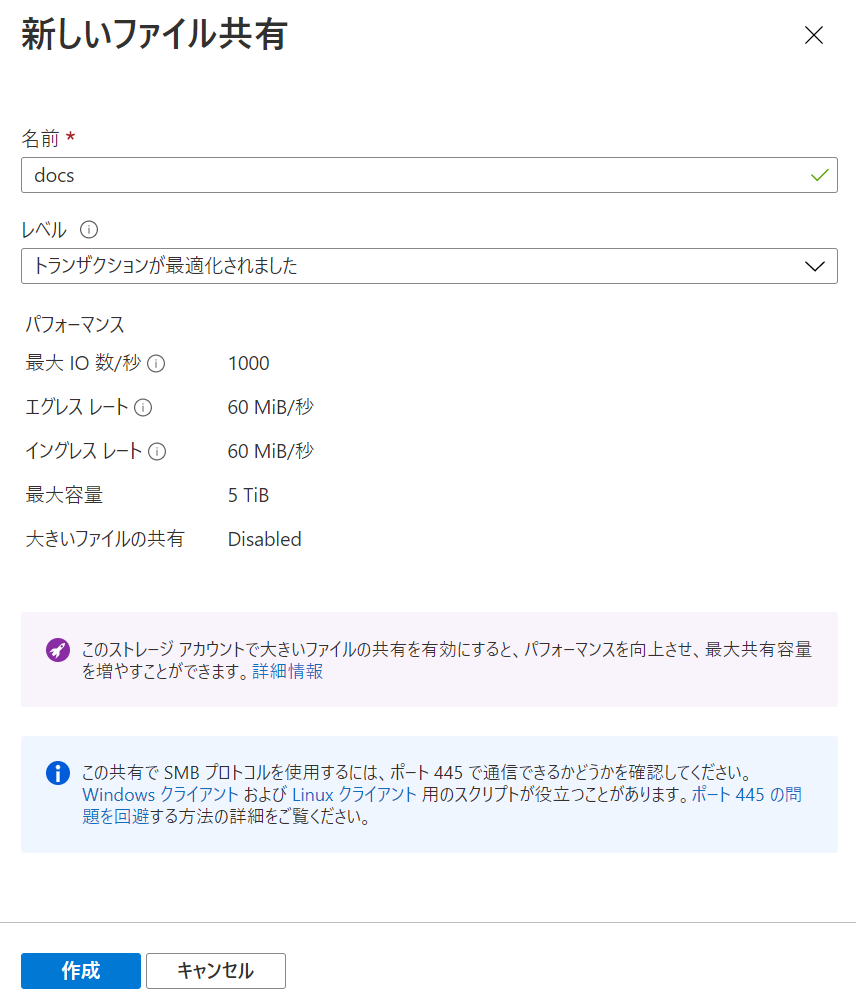 新しいファイル共有
名前 *
docs
レベル
トランザクションが最適化されました
パフォーマンス
最大 IO 数/秒 1000
エグレス レート 60 MiB/秒
イングレス レート 60 MiB/秒
最大容量 5 TiB
大きいファイルの共有 Disabled
このストレージ アカウントで大きいファイルの共有を有効にすると、パフォーマンスを向上させ、最大共有容量
を増やすことができます。詳細情報
この共有で SMB プロトコルを使用するには、ポート 445 で通信できるかどうかを確認してください。
Windows クライアント および Linux クライアント 用のスクリプトが役立つことがあります。ポート 445 の問
題を回避する方法の詳細をご覧ください。
作成 キャンセル